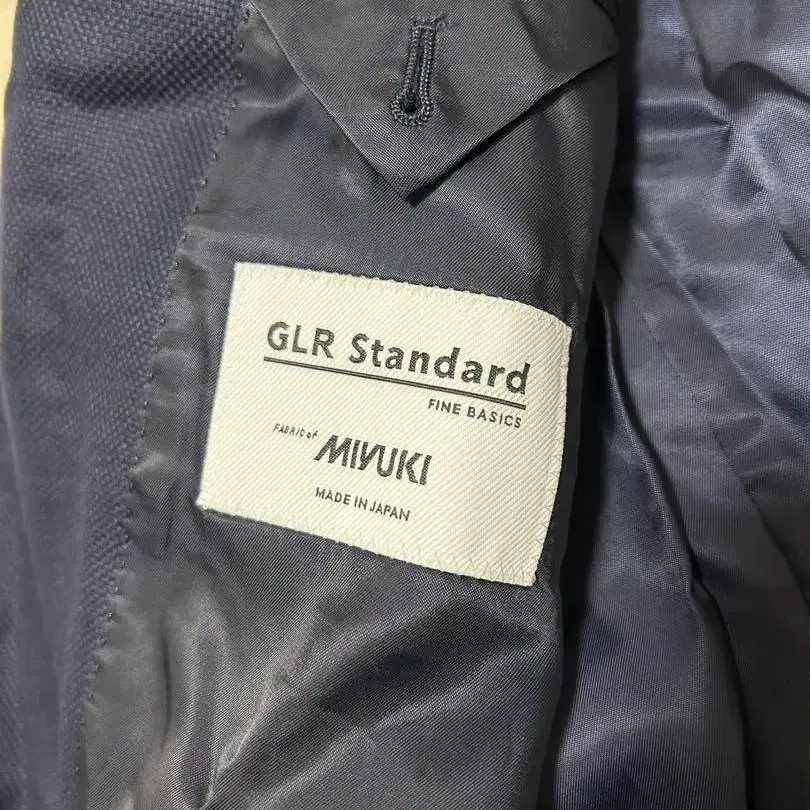 GLR Standard
FINE BASICS
FABRIC of
MIYUKI
MADE IN JAPAN